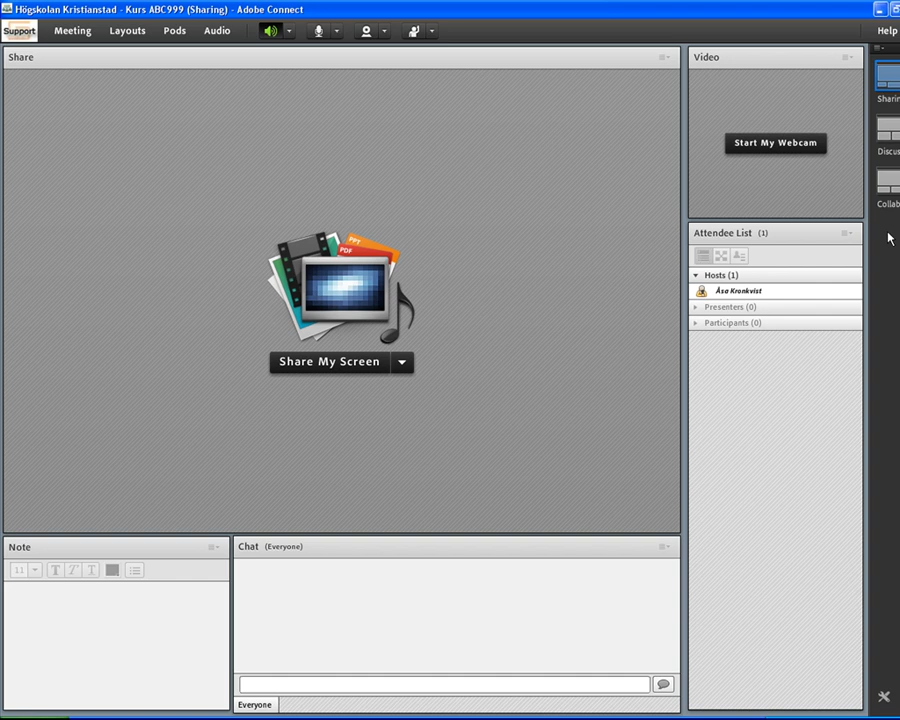 Högskolan Kristianstad - Kurs ABC999 (Sharing) - Adobe Connect
Support Meeting Layouts Pods Audio Help
Share
PPT
PDF
Share My Screen
Video
Start My Webcam
Attendee List (1)
Hosts (1)
Åsa Kronkvist
Presenters (0)
Participants (0)
Sharin
Discus
Collab
Note
11 T T T
Chat (Everyone)
Everyone